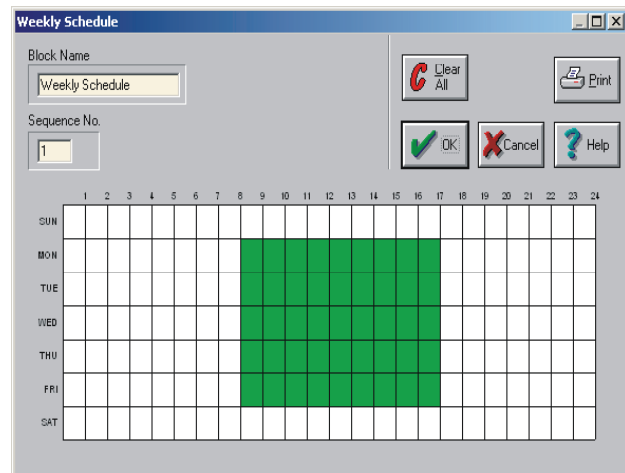 Weekly Schedule
Block Name
Weekly Schedule
Sequence No.
1
Clear
All
Print
OK
Cancel
Help
1 2 3 4 5 6 7 8 9 10 11 12 13 14 15 16 17 18 19 20 21 22 23 24
SUN
MON
TUE
WED
THU
FRI
SAT